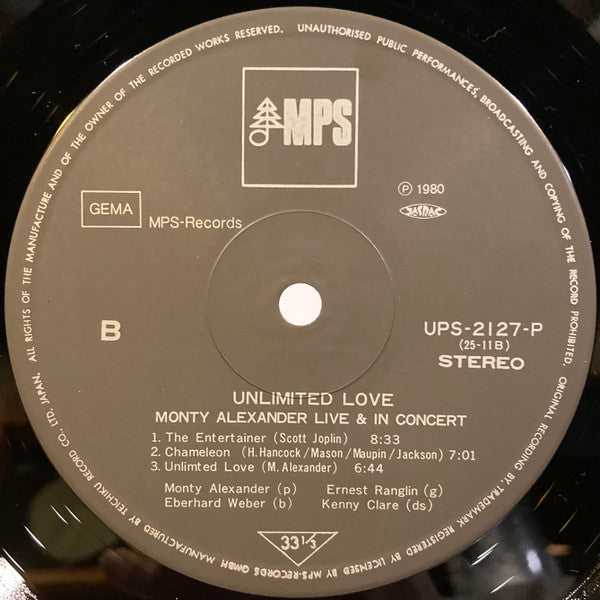 ALL RIGHTS OF THE MANUFACTURE AND OF THE OWNER OF THE RECORDED WORKS RESERVED. UNAUTHORISED PUBLIC PERFORMANCES, BROADCASTING AND COPYING OF THE RECORD PROHIBITED.
MPS
GEMA
MPS-Records
Ⓟ 1980
JASRAC
B
UPS-2127-P
(25-11B)
STEREO
UNLIMITED LOVE
MONTY ALEXANDER LIVE & IN CONCERT
1. The Entertainer (Scott Joplin) 8:33
2. Chameleon (H.Hancock/Mason/Maupin/Jackson) 7:01
3. Unlimted Love (M. Alexander) 6:44
Monty Alexander (p) Ernest Ranglin (g)
Eberhard Weber (b) Kenny Clare (ds)
33 1/3
ORIGINAL RECORDING BY, TRADEMARK REGISTERED BY, LICENSED BY MPS-RECORDS GmbH MANUFACTURED BY TEICHIKU RECORD CO., LTD. JAPAN.